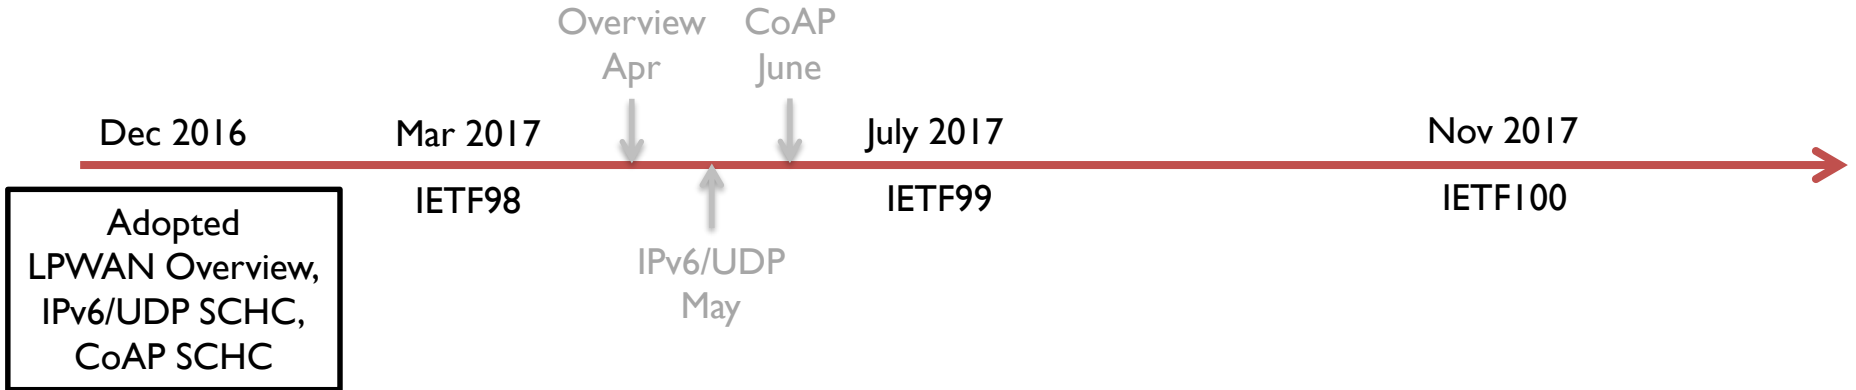 Overview
Apr
CoAP
June
Dec 2016
Mar 2017
July 2017
Nov 2017
IETF98
IETF99
IETF100
Adopted
LPWAN Overview,
IPv6/UDP SCHC,
CoAP SCHC
IPv6/UDP
May